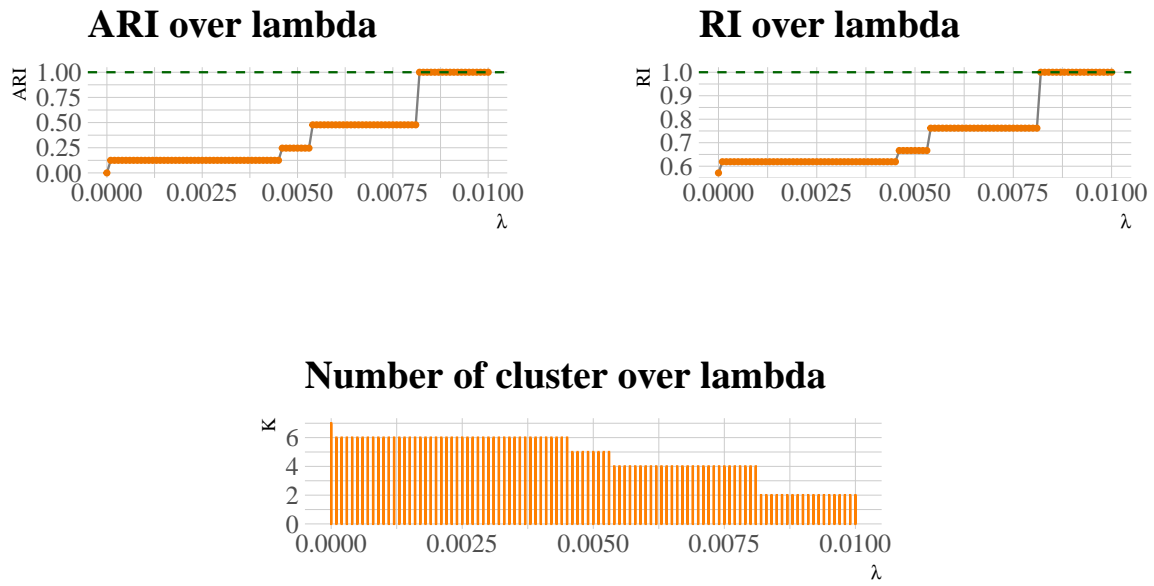 ARI over lambda
ARI
1.00
0.75
0.50
0.25
0.00
0.0000 0.0025 0.0050 0.0075 0.0100
λ
RI over lambda
RI
1.0
0.9
0.8
0.7
0.6
0.0000 0.0025 0.0050 0.0075 0.0100
λ
Number of cluster over lambda
K
6
4
2
0
0.0000 0.0025 0.0050 0.0075 0.0100
λ